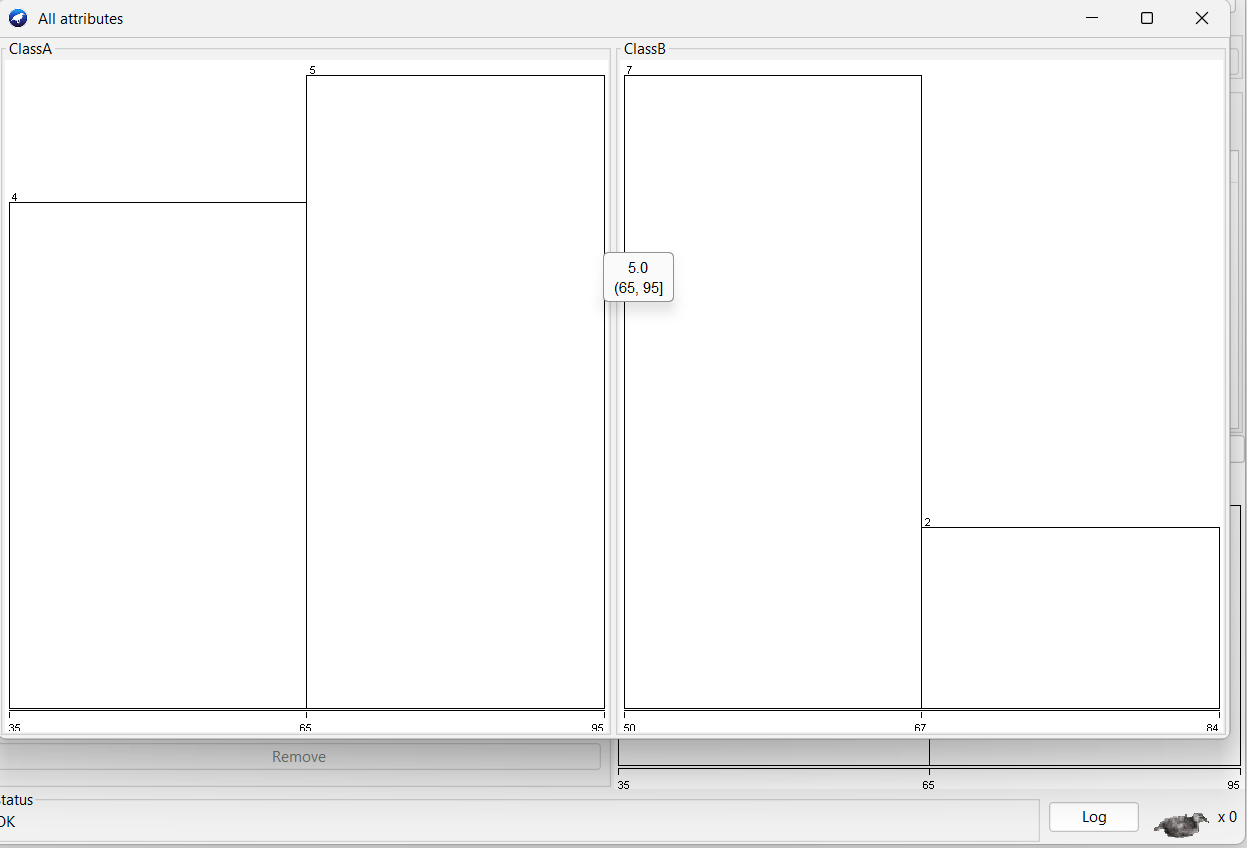 All attributes
ClassA
ClassB
5
7
4
5.0
(65, 95]
2
35 65 95
50 67 84
Remove
35 65 95
Status
OK
Log
x 0